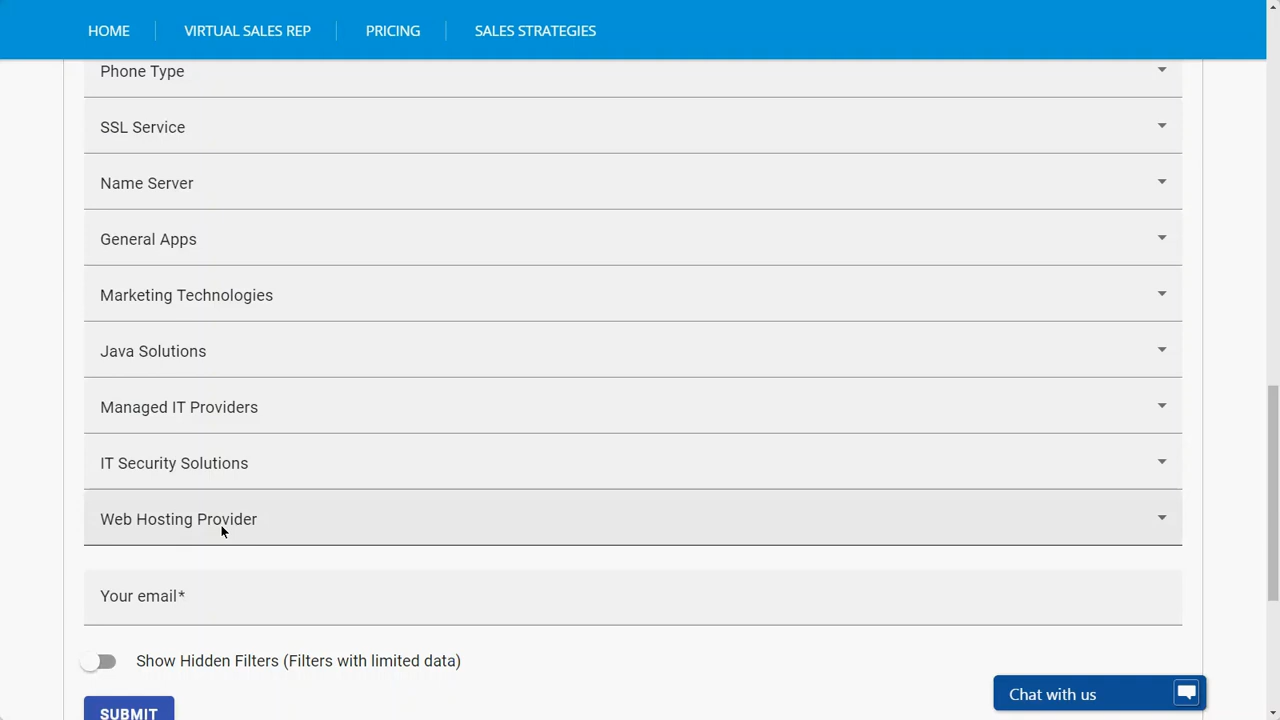 HOME VIRTUAL SALES REP PRICING SALES STRATEGIES
Phone Type
SSL Service
Name Server
General Apps
Marketing Technologies
Java Solutions
Managed IT Providers
IT Security Solutions
Web Hosting Provider
Your email*
Show Hidden Filters (Filters with limited data)
Chat with us
SUBMIT